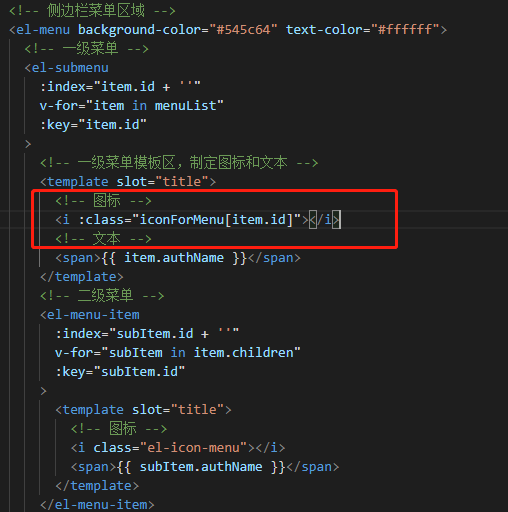 <!-- 侧边栏菜单区域 -->
<el-menu background-color="#545c64" text-color="#ffffff">
<!-- 一级菜单 -->
<el-submenu
:index="item.id + ''"
v-for="item in menuList"
:key="item.id"
>
<!-- 一级菜单模板区，制定图标和文本 -->
<template slot="title">
<!-- 图标 -->
<i :class="iconForMenu[item.id]"></i>
<!-- 文本 -->
<span>{{ item.authName }}</span>
</template>
<!-- 二级菜单 -->
<el-menu-item
:index="subItem.id + ''"
v-for="subItem in item.children"
:key="subItem.id"
>
<template slot="title">
<!-- 图标 -->
<i class="el-icon-menu"></i>
<span>{{ subItem.authName }}</span>
</template>
</el-menu-item>